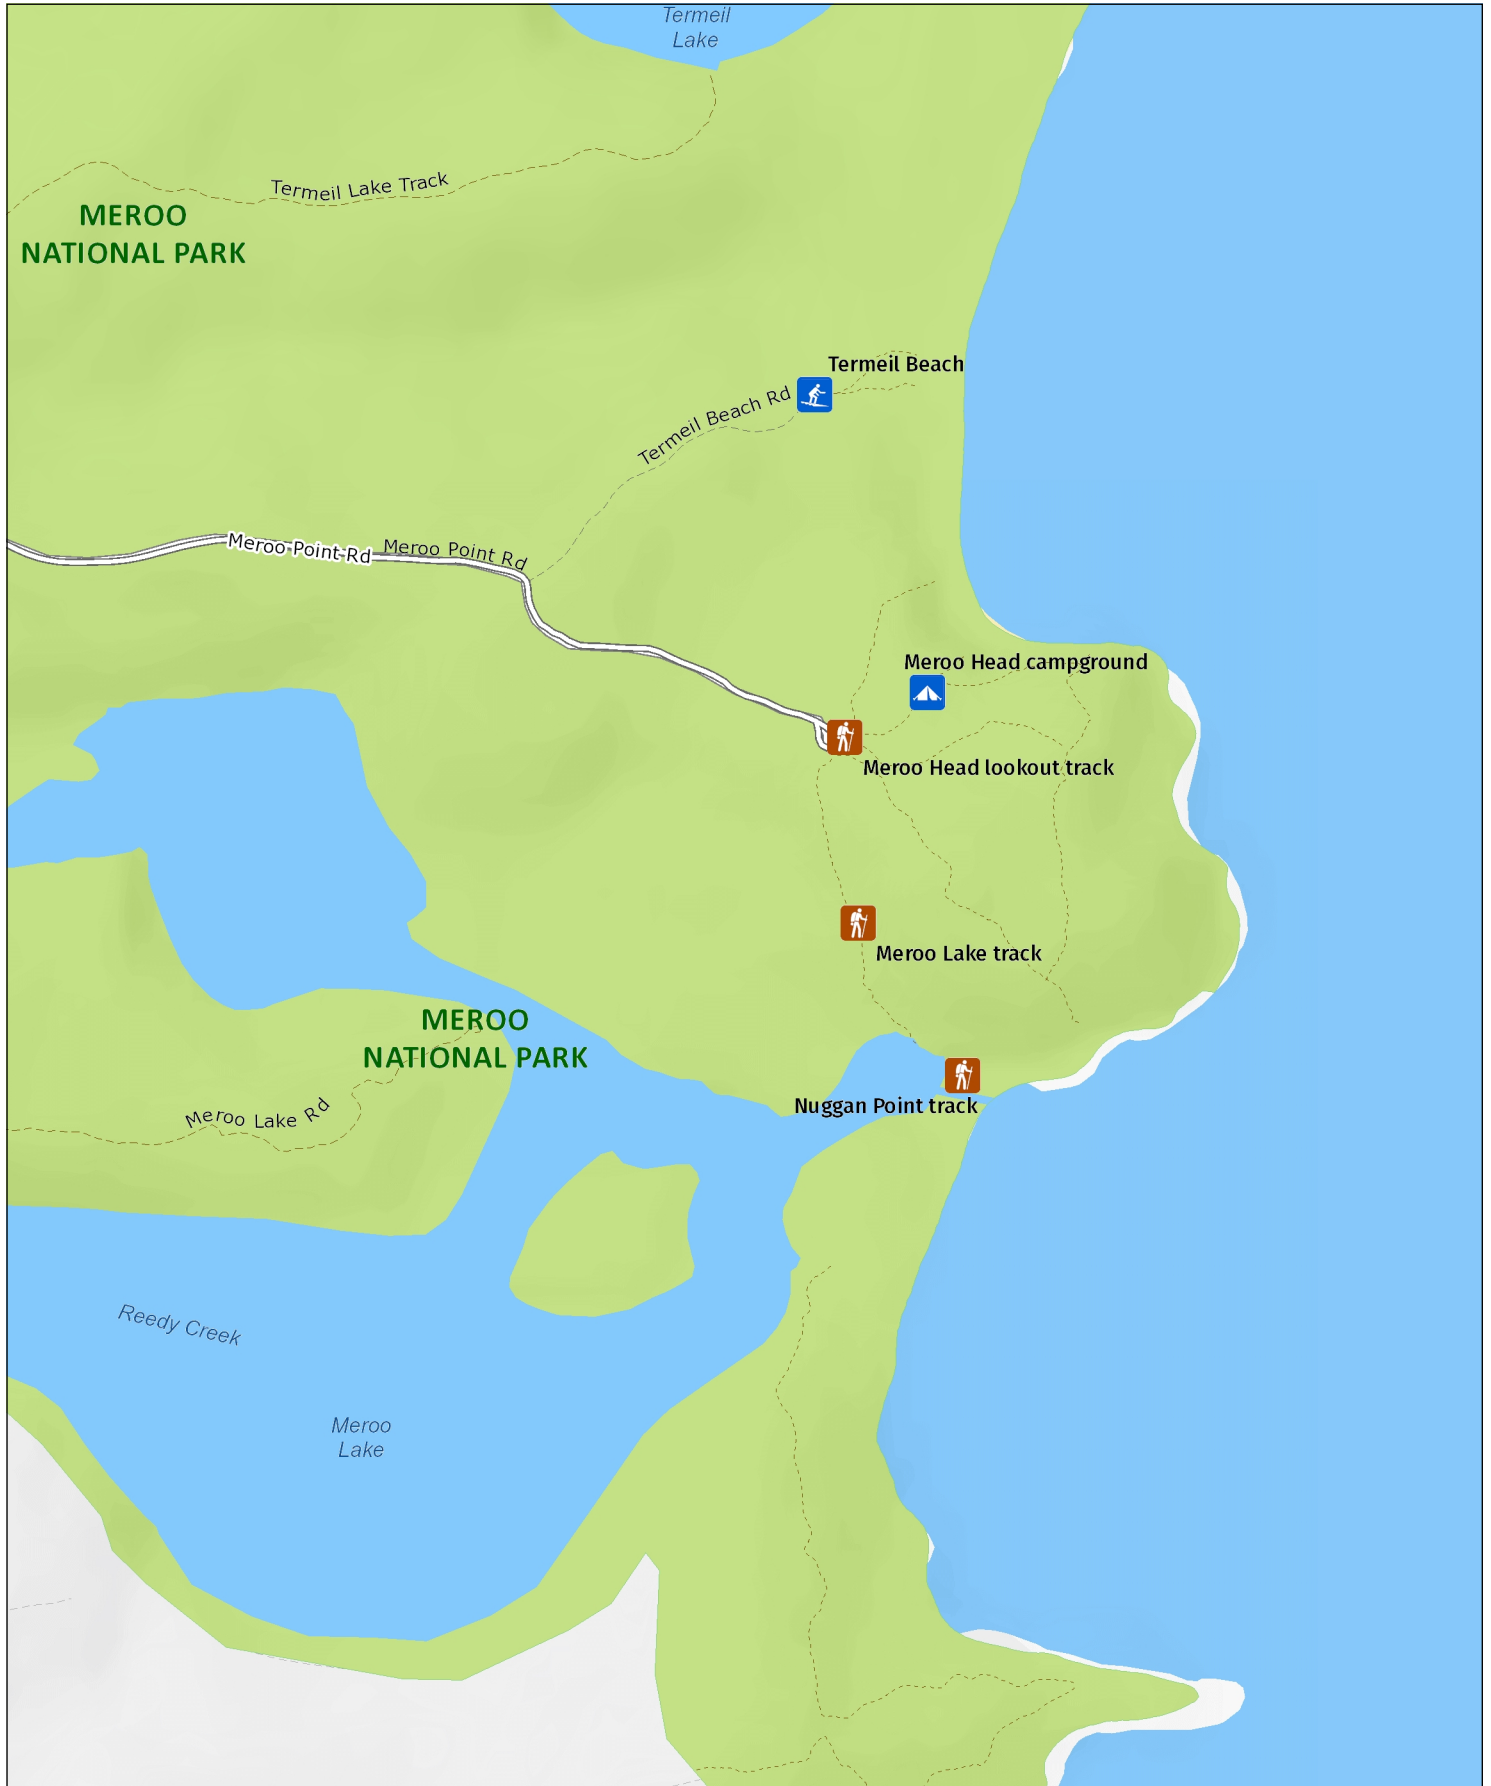 Termeil
Lake
Termeil Lake Track
MEROO
NATIONAL PARK
Termeil Beach
Termeil Beach Rd
Meroo Point Rd
Meroo Point Rd
Meroo Head campground
Meroo Head lookout track
Meroo Lake track
MEROO
NATIONAL PARK
Meroo Lake Rd
Nuggan Point track
Reedy Creek
Meroo
Lake